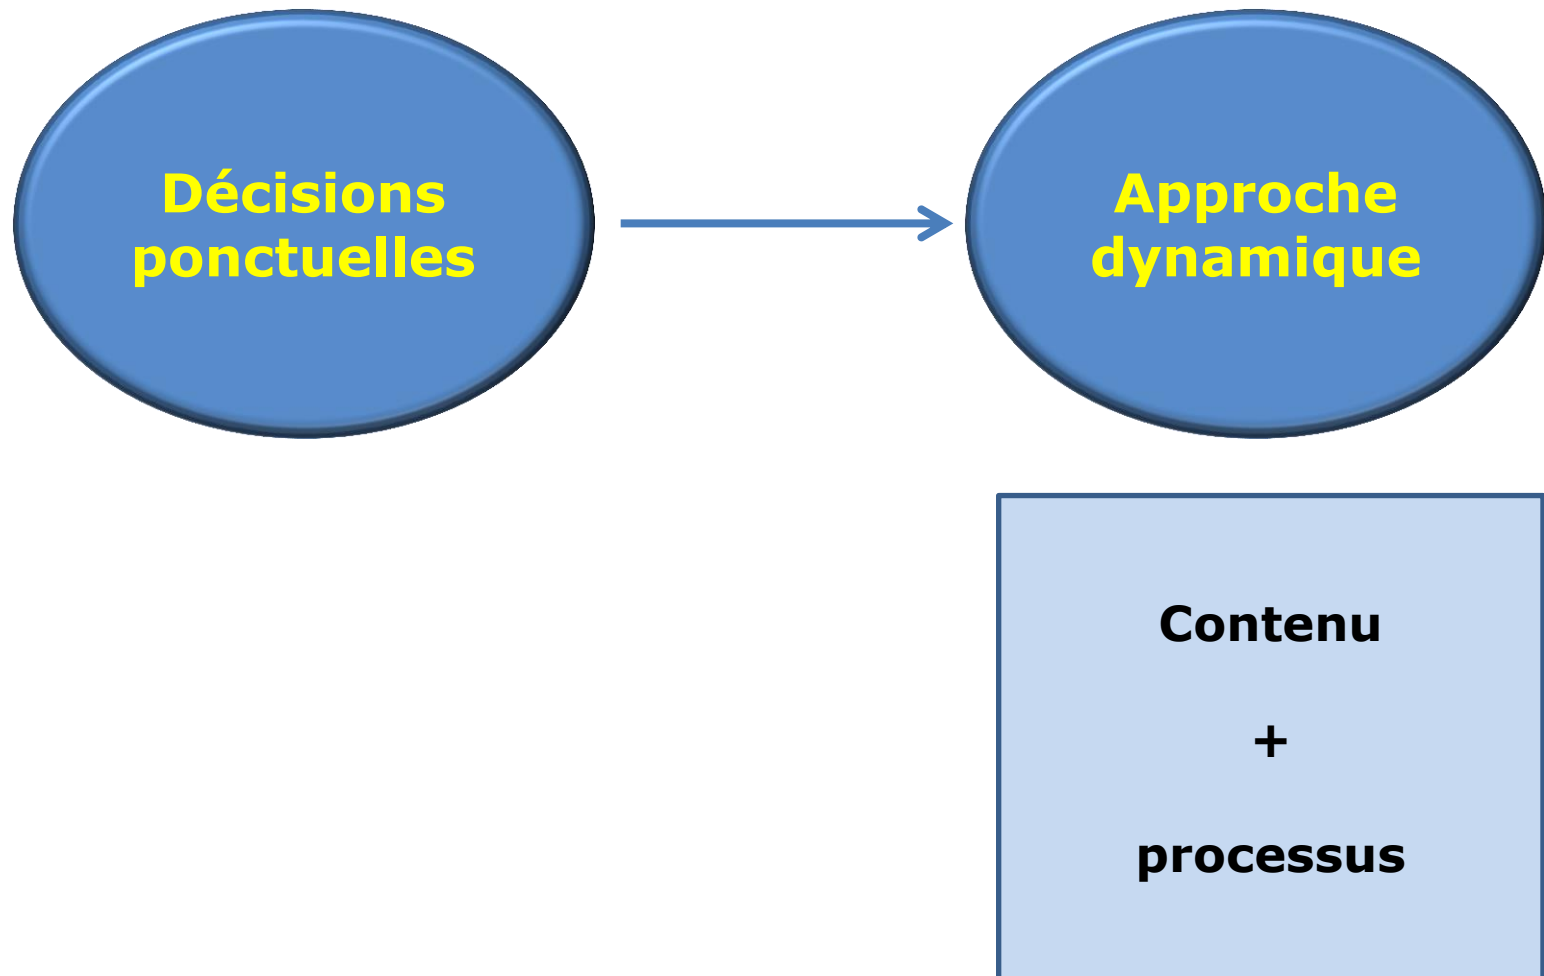 Décisions
ponctuelles
Approche
dynamique
Contenu
+
processus